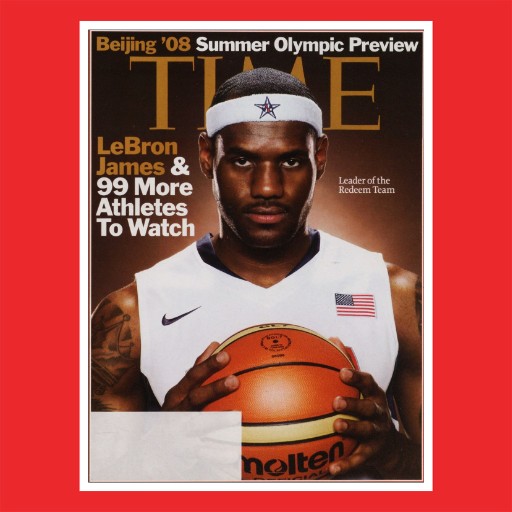 Beijing '08 Summer Olympic Preview
TIME
LeBron
James &
99 More
Athletes
To Watch
Leader of the
Redeem Team
molten
OFFICIAL